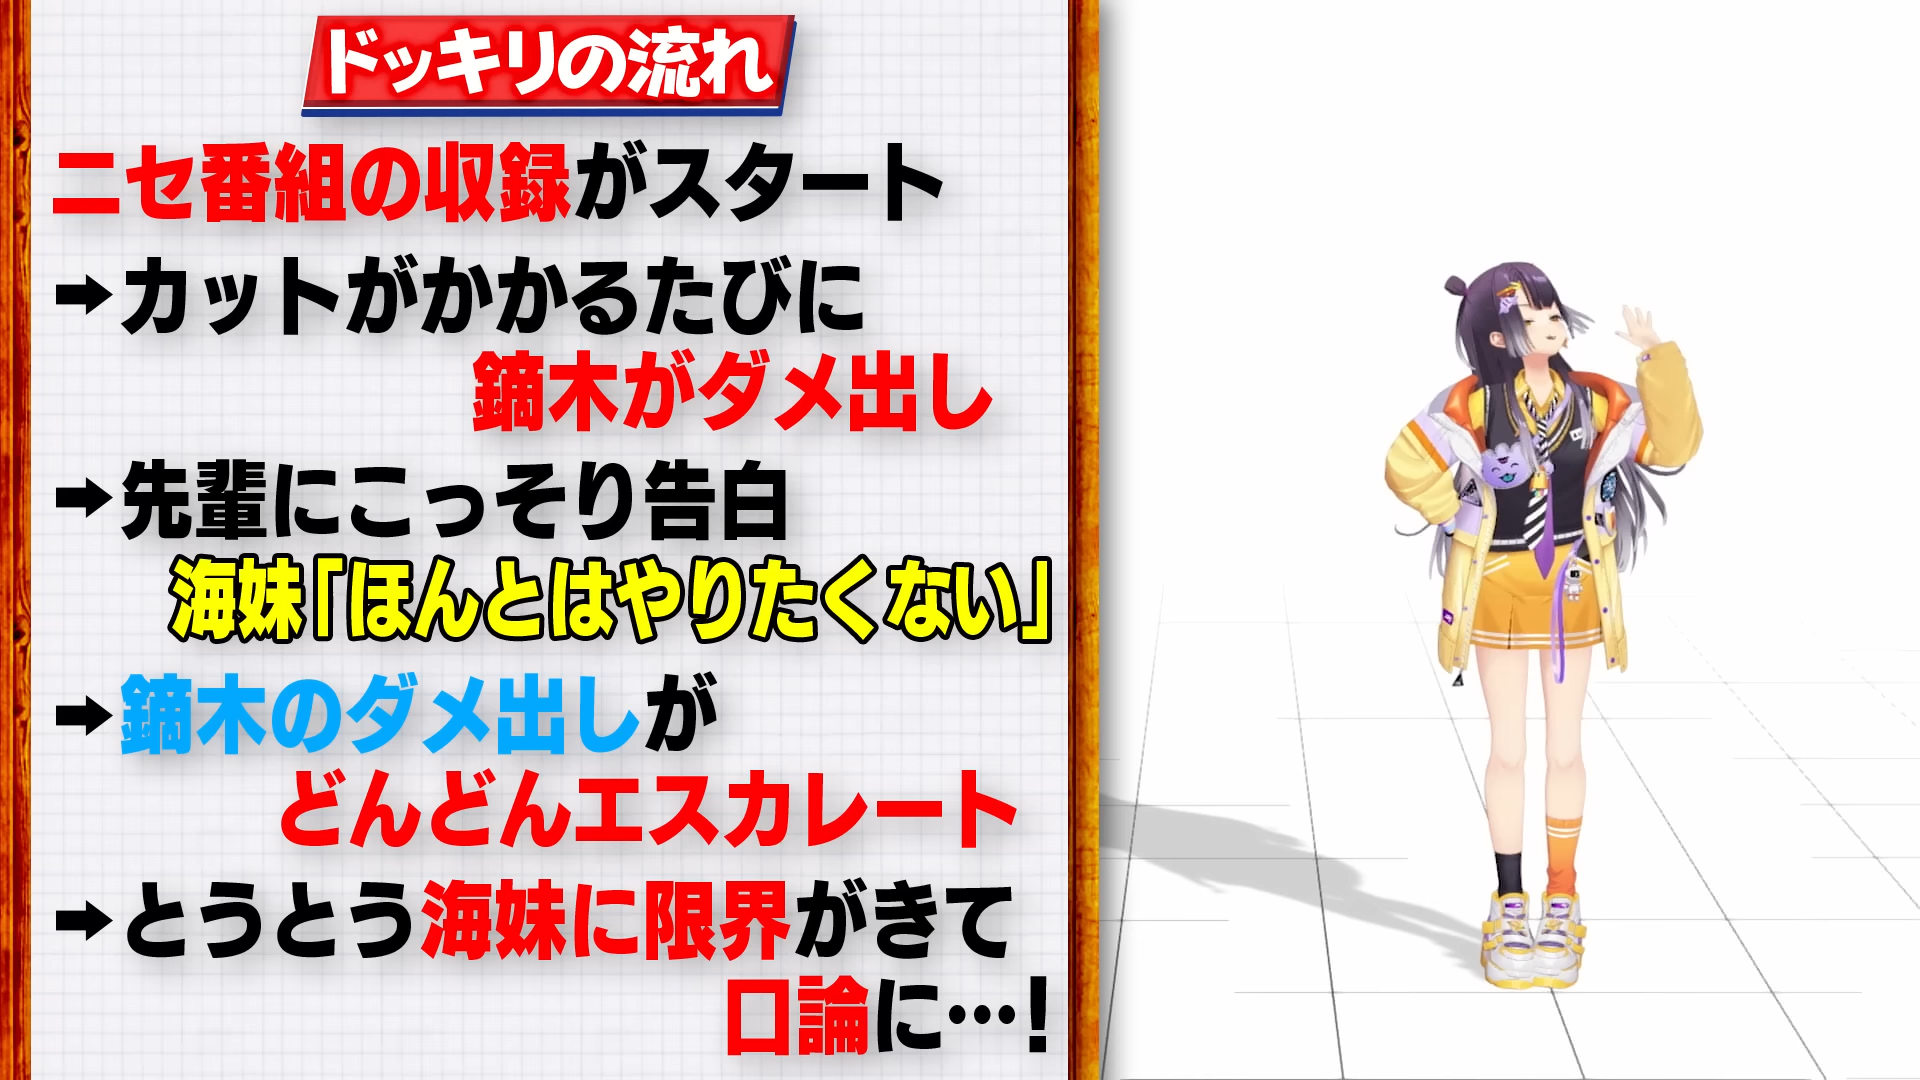 ドッキリの流れ
ニセ番組の収録がスタート
➡カットがかかるたびに
鏑木がダメ出し
➡先輩にこっそり告白
海妹「ほんとはやりたくない」
➡鏑木のダメ出しが
どんどんエスカレート
➡とうとう海妹に限界がきて
口論に…!